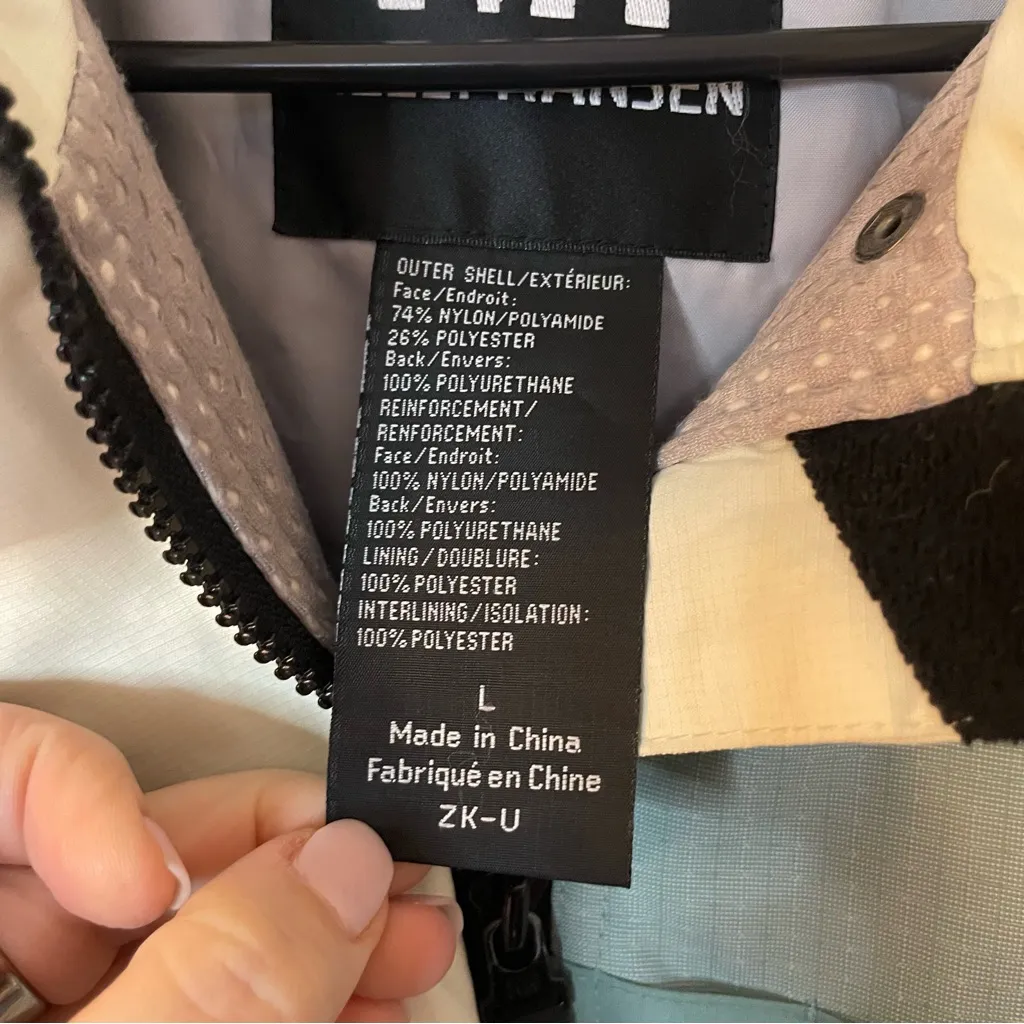 HANSEN
OUTER SHELL/EXTÉRIEUR:
Face/Endroit:
74% NYLON/POLYAMIDE
26% POLYESTER
Back/Envers:
100% POLYURETHANE
REINFORCEMENT/
RENFORCEMENT:
Face/Endroit:
100% NYLON/POLYAMIDE
Back/Envers:
100% POLYURETHANE
LINING/DOUBLURE:
100% POLYESTER
INTERLINING/ISOLATION:
100% POLYESTER
L
Made in China
Fabriqué en Chine
ZK-U